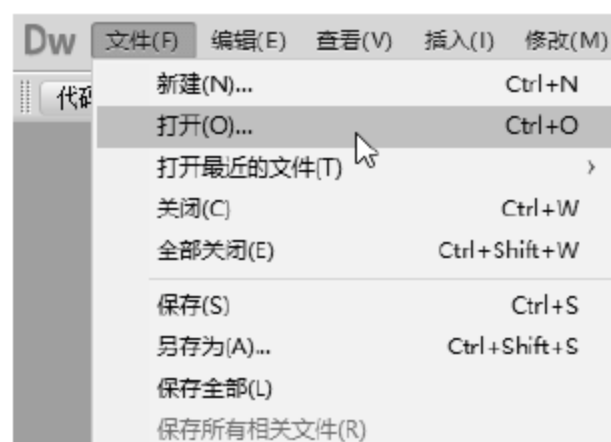 Dw 文件(F) 编辑(E) 查看(V) 插入(I) 修改(M)
代码
新建(N)... Ctrl+N
打开(O)... Ctrl+O
打开最近的文件(T)
关闭(C) Ctrl+W
全部关闭(E) Ctrl+Shift+W
保存(S) Ctrl+S
另存为(A)... Ctrl+Shift+S
保存全部(L)
保存所有相关文件(R)